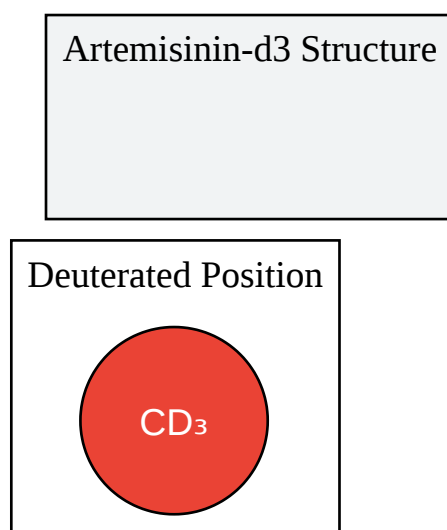 Artemisinin-d3 Structure
Deuterated Position
CD₃